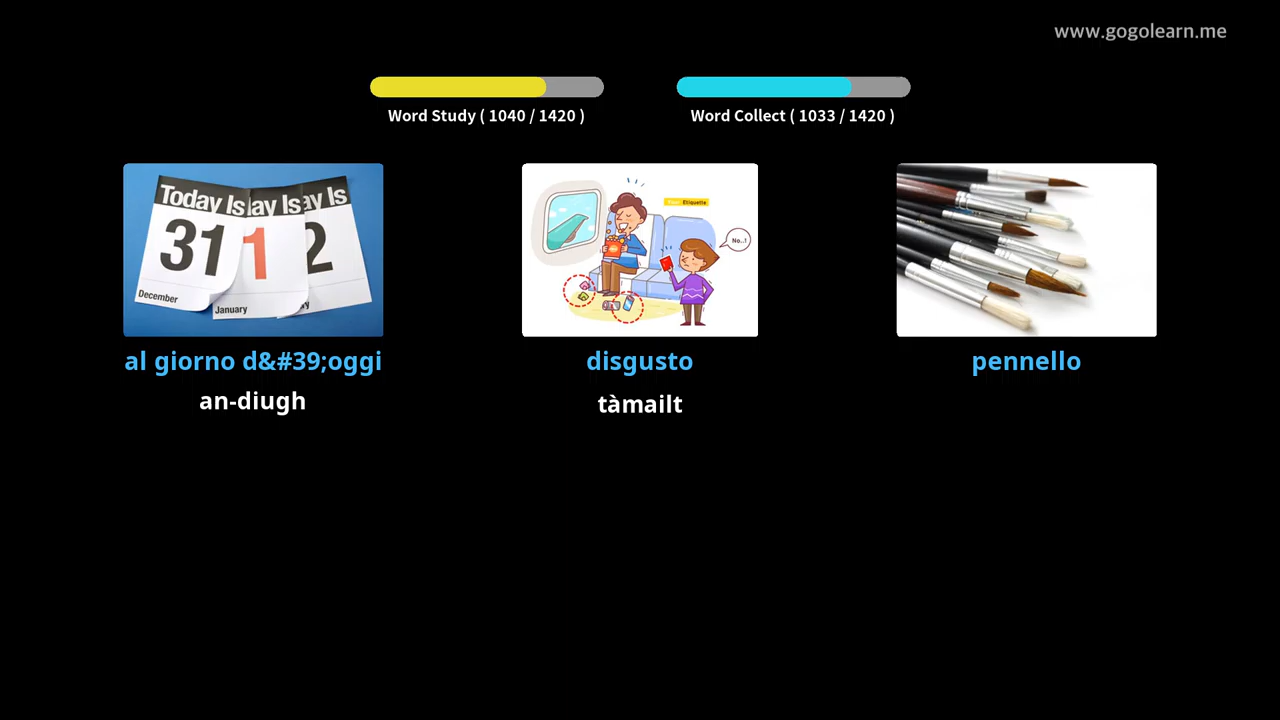 www.gogolearn.me
Word Study ( 1040 / 1420 )
Word Collect ( 1033 / 1420 )
Today Is
ay Is
ay Is
31
1
2
December
January
ry
Etiquette
No..!
al giorno d&#39;oggi
disgusto
pennello
an-diugh
tàmailt